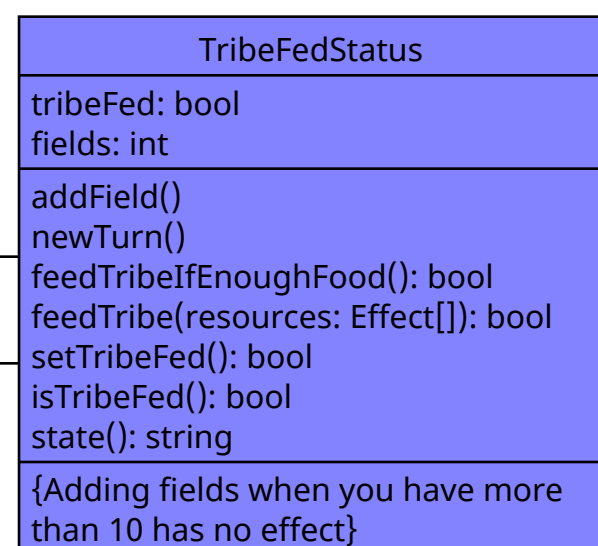 TribeFedStatus
tribeFed: bool
fields: int
addField()
newTurn()
feedTribeIfEnoughFood(): bool
feedTribe(resources: Effect[]): bool
setTribeFed(): bool
isTribeFed(): bool
state(): string
{Adding fields when you have more
than 10 has no effect}